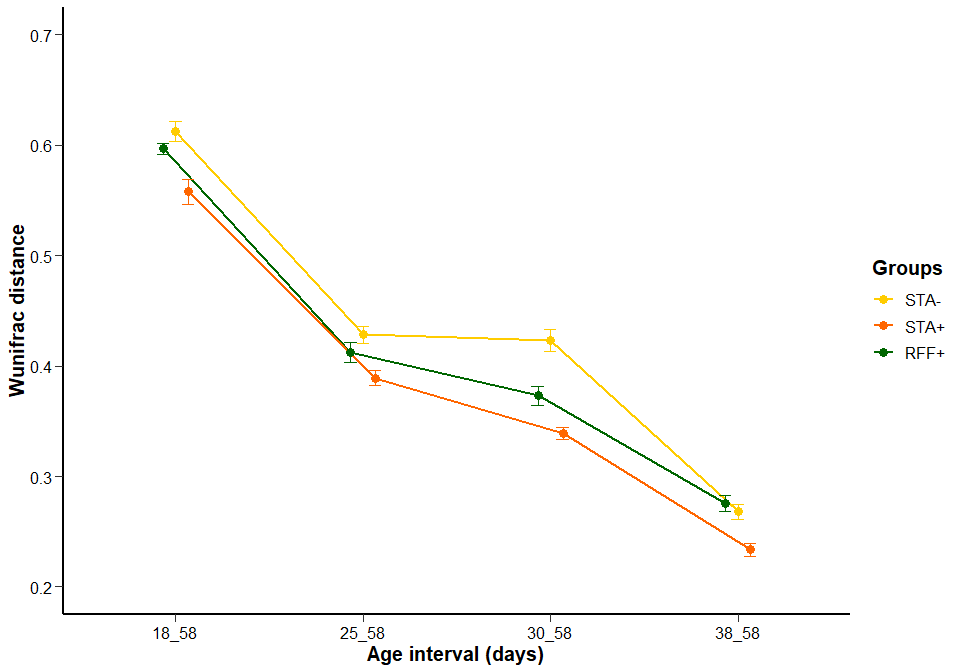 Wunifrac distance
0.7
0.6
0.5
0.4
0.3
0.2
18_58
25_58
30_58
38_58
Age interval (days)
Groups
STA-
STA+
RFF+